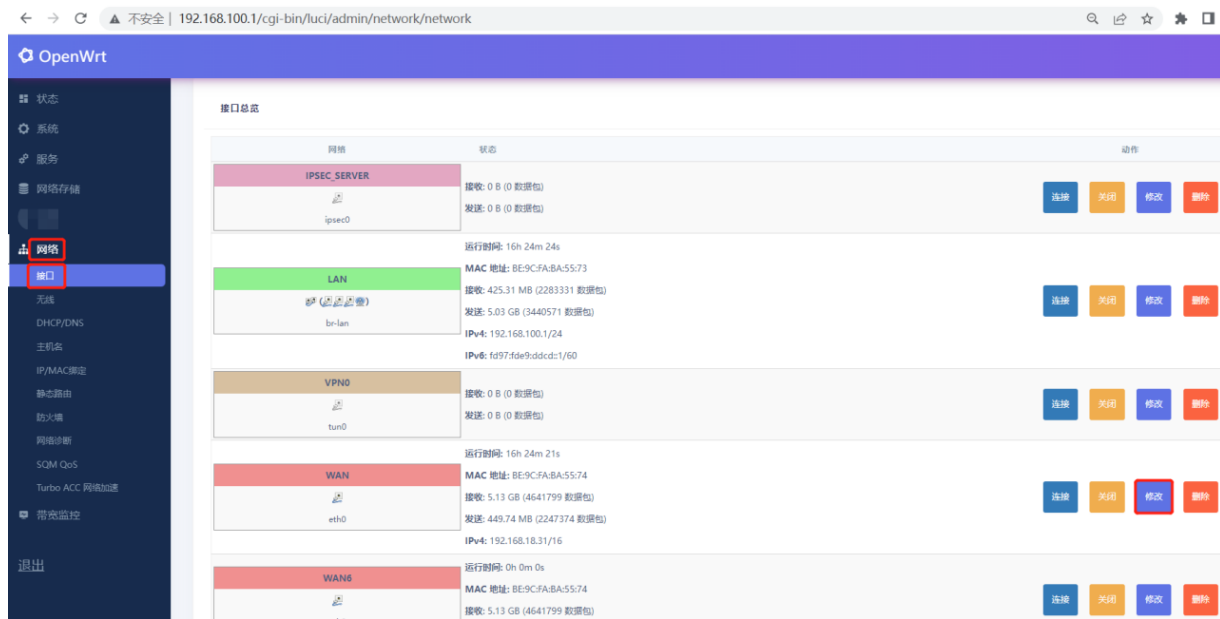 不安全 | 192.168.100.1/cgi-bin/luci/admin/network/network
OpenWrt
状态
系统
服务
网络存储
网络
接口
无线
DHCP/DNS
主机名
IP/MAC绑定
静态路由
防火墙
网络诊断
SQM QoS
Turbo ACC 网络加速
带宽监控
退出
接口总览
网络 状态 动作
IPSEC_SERVER
ipsec0
接收: 0 B (0 数据包)
发送: 0 B (0 数据包)
连接 关闭 修改 删除
LAN
br-lan
运行时间: 16h 24m 24s
MAC 地址: BE:9C:FA:BA:55:73
接收: 425.31 MB (2283331 数据包)
发送: 5.03 GB (3440571 数据包)
IPv4: 192.168.100.1/24
IPv6: fd97:fde9:ddcd::1/60
连接 关闭 修改 删除
VPN0
tun0
接收: 0 B (0 数据包)
发送: 0 B (0 数据包)
连接 关闭 修改 删除
WAN
eth0
运行时间: 16h 24m 21s
MAC 地址: BE:9C:FA:BA:55:74
接收: 5.13 GB (4641799 数据包)
发送: 449.74 MB (2247374 数据包)
IPv4: 192.168.18.31/16
连接 关闭 修改 删除
WAN6
运行时间: 0h 0m 0s
MAC 地址: BE:9C:FA:BA:55:74
接收: 5.13 GB (4641799 数据包)
连接 关闭 修改 删除